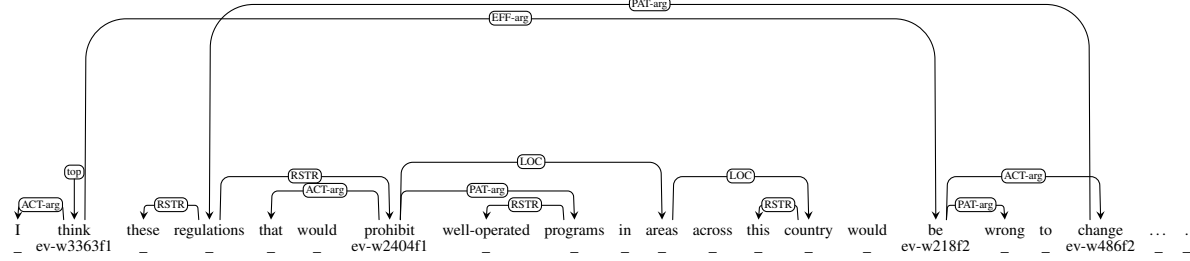 PAT-arg
EFF-arg
LOC
top RSTR LOC ACT-arg
ACT-arg PAT-arg
ACT-arg RSTR RSTR RSTR PAT-arg
I think these regulations that would prohibit well-operated programs in areas across this country would be wrong to change … .
ev-w3363f1 ev-w2404f1 ev-w218f2 ev-w486f2
_ _ _ _ _ _ _ _ _ _ _ _ _ _ _ _ _